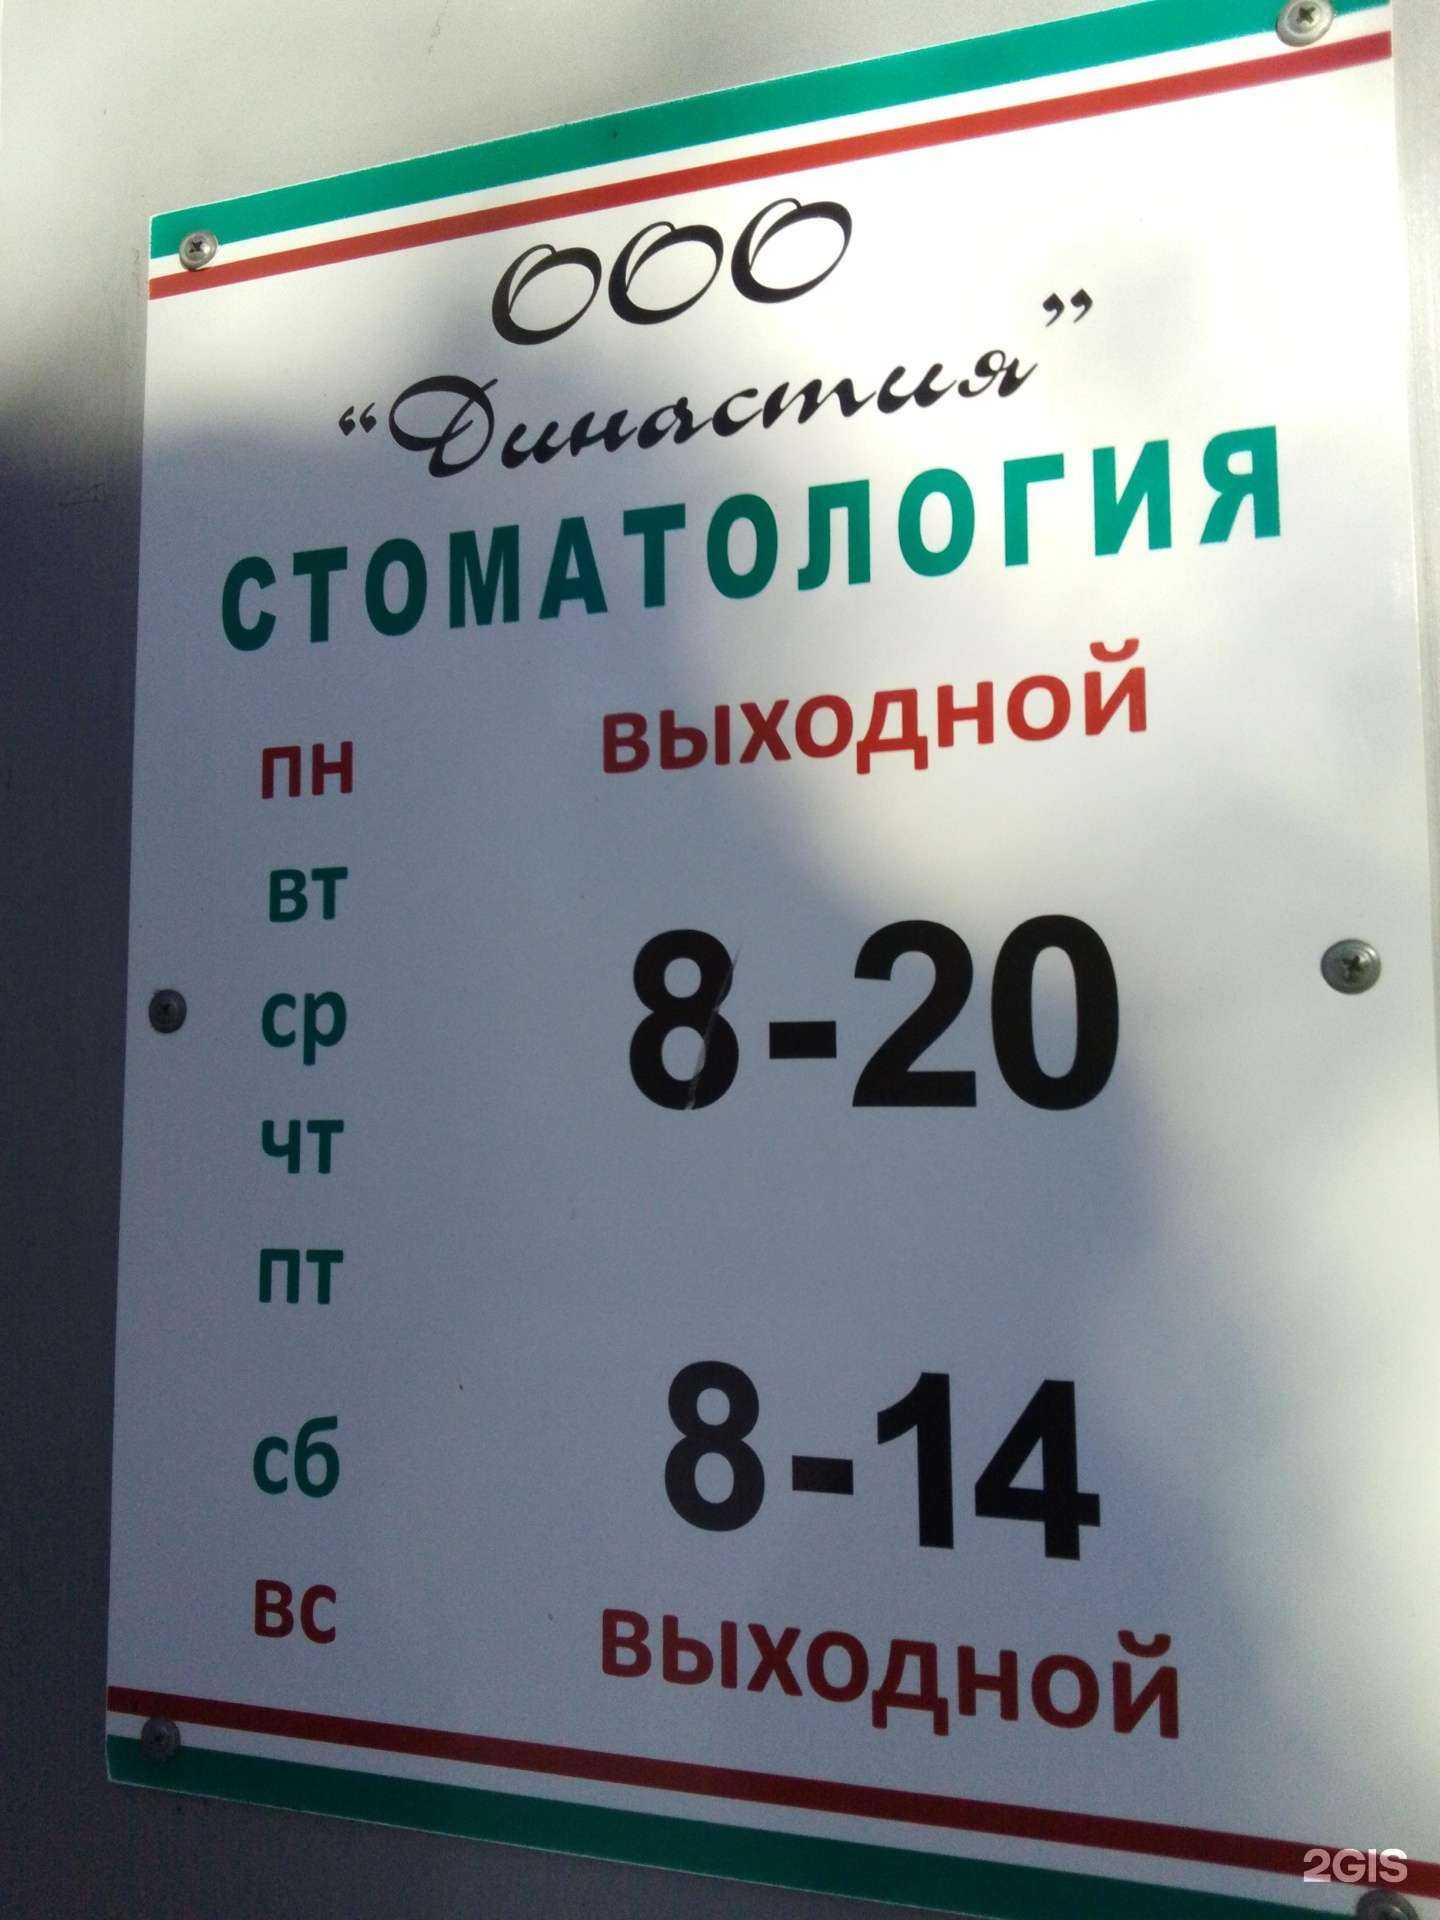 ООО
“Династия”
СТОМАТОЛОГИЯ
пн выходной
вт
ср 8-20
чт
пт
сб 8-14
вс выходной
2GIS